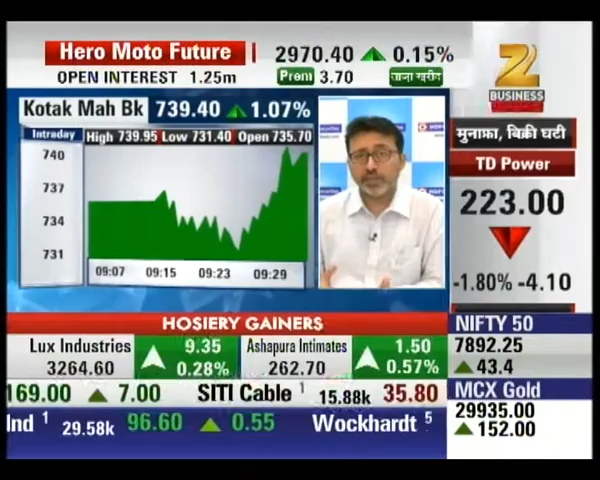 Hero Moto Future
2970.40 0.15%
OPEN INTEREST 1.25m
Prem 3.70
ताज़ा खरीद
Z
BUSINESS
Kotak Mah Bk 739.40 1.07%
Intraday
High 739.95 Low 731.40 Open 735.70
740
737
734
731
09:07 09:15 09:23 09:29
मुनाफ़ा, बिक्री घटी
TD Power
223.00
-1.80% -4.10
HOSIERY GAINERS
Lux Industries
3264.60
9.35
0.28%
Ashapura Intimates
262.70
1.50
0.57%
NIFTY 50
7892.25
43.4
169.00 7.00 SITI Cable 1 15.88k 35.80
MCX Gold
29935.00
152.00
Ind 1 29.58k 96.60 0.55 Wockhardt 5